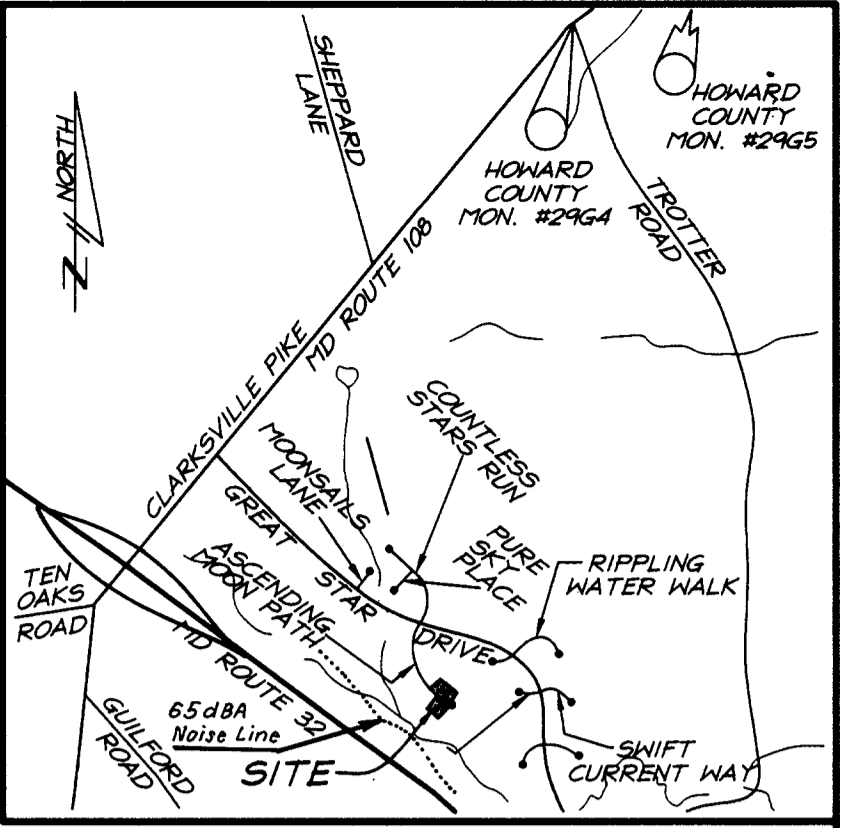 SHEPPARD
LANE
HOWARD
COUNTY
MON. #29G5
NORTH
HOWARD
COUNTY
MON. #29G4
TROTTER
ROAD
CLARKSVILLE PIKE
MD ROUTE 108
COUNTLESS
STARS RUN
MOONSAILS
LANE
GREAT STAR DRIVE
PURE
SKY
PLACE
ASCENDING
MOON PATH
RIPPLING
WATER WALK
TEN
OAKS
ROAD
MD ROUTE 32
GUILFORD
ROAD
65dBA
Noise Line
SITE
SWIFT
CURRENT WAY